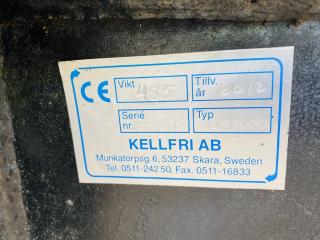 CE
Vikt 485
Tillv. år 2012
Serié nr.
Typ
KELLFRI AB
Munkatorpsg. 6, 53237 Skara, Sweden
Tel. 0511-242 50, Fax. 0511-16833